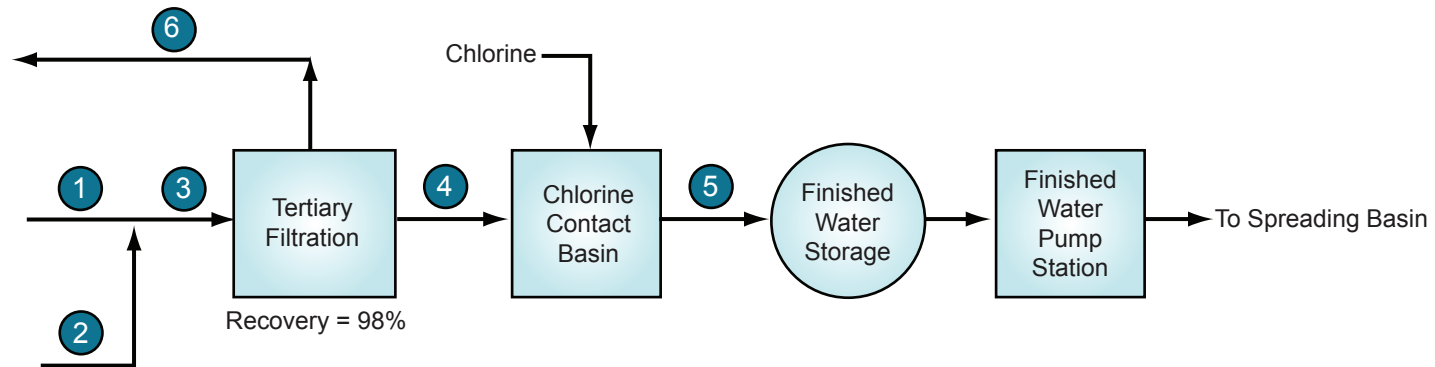 6
Chlorine
1
3
Tertiary
Filtration
4
Chlorine
Contact
Basin
5
Finished
Water
Storage
Finished
Water
Pump
Station
To Spreading Basin
Recovery = 98%
2